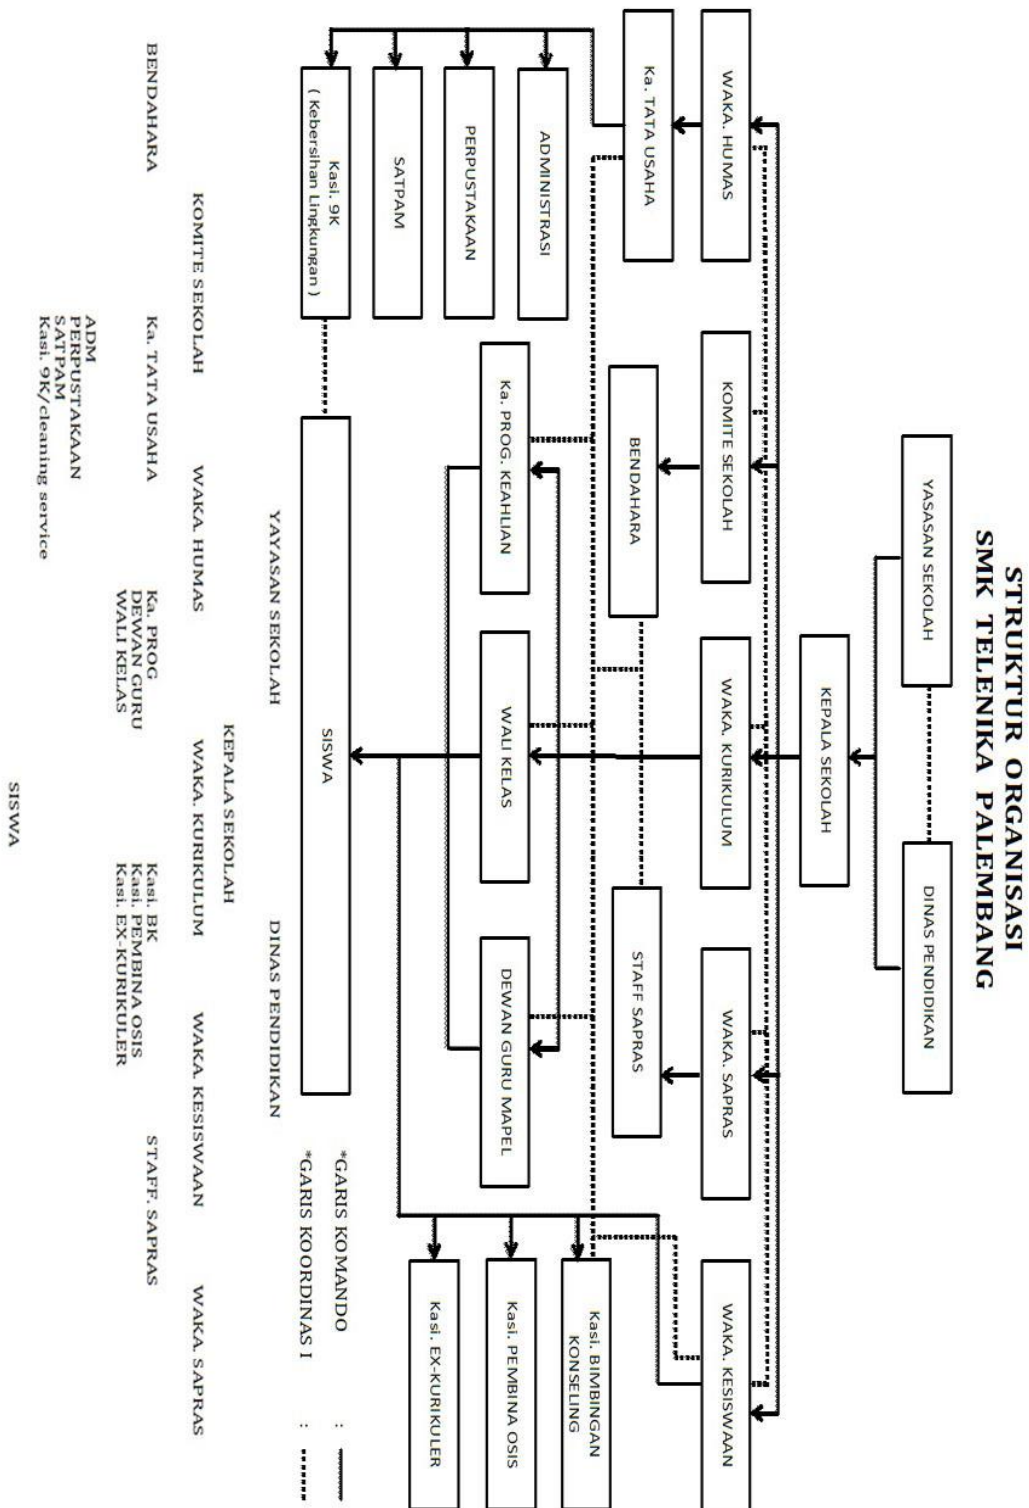 STRUKTUR ORGANISASI
SMK TELENIKA PALEMBANG
YASASAN SEKOLAH
DINAS PENDIDIKAN
KEPALA SEKOLAH
WAKA. HUMAS
KOMITE SEKOLAH
WAKA. KURIKULUM
WAKA. SAPRAS
WAKA. KESISWAAN
Ka. TATA USAHA
BENDAHARA
STAFF SAPRAS
ADMINISTRASI
PERPUSTAKAAN
SATPAM
Kasi. 9K
( Kebersihan Lingkungan )
Ka. PROG. KEAHLIAN
WALI KELAS
DEWAN GURU MAPEL
Kasi. BIMBINGAN
KONSELING
Kasi. PEMBINA OSIS
Kasi. EX-KURIKULER
SISWA
*GARIS KOMANDO :
*GARIS KOORDINAS I :
YAYASAN SEKOLAH DINAS PENDIDIKAN
KEPALA SEKOLAH
KOMITE SEKOLAH WAKA. HUMAS WAKA. KURIKULUM WAKA. KESISWAAN WAKA. SAPRAS
BENDAHARA Ka. TATA USAHA Ka. PROG Kasi. BK STAFF. SAPRAS
DEWAN GURU Kasi. PEMBINA OSIS
WALI KELAS Kasi. EX-KURIKULER
ADM
PERPUSTAKAAN
SATPAM
Kasi. 9K/cleaning service
SISWA